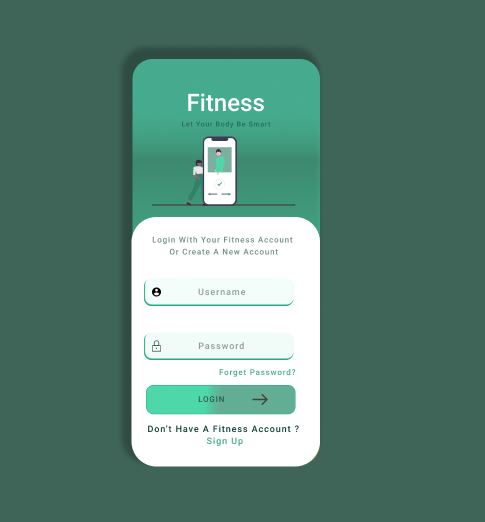 Fitness
Let Your Body Be Smart
Login With Your Fitness Account
Or Create A New Account
Username
Password
Forget Password?
LOGIN
Don't Have A Fitness Account ?
Sign Up